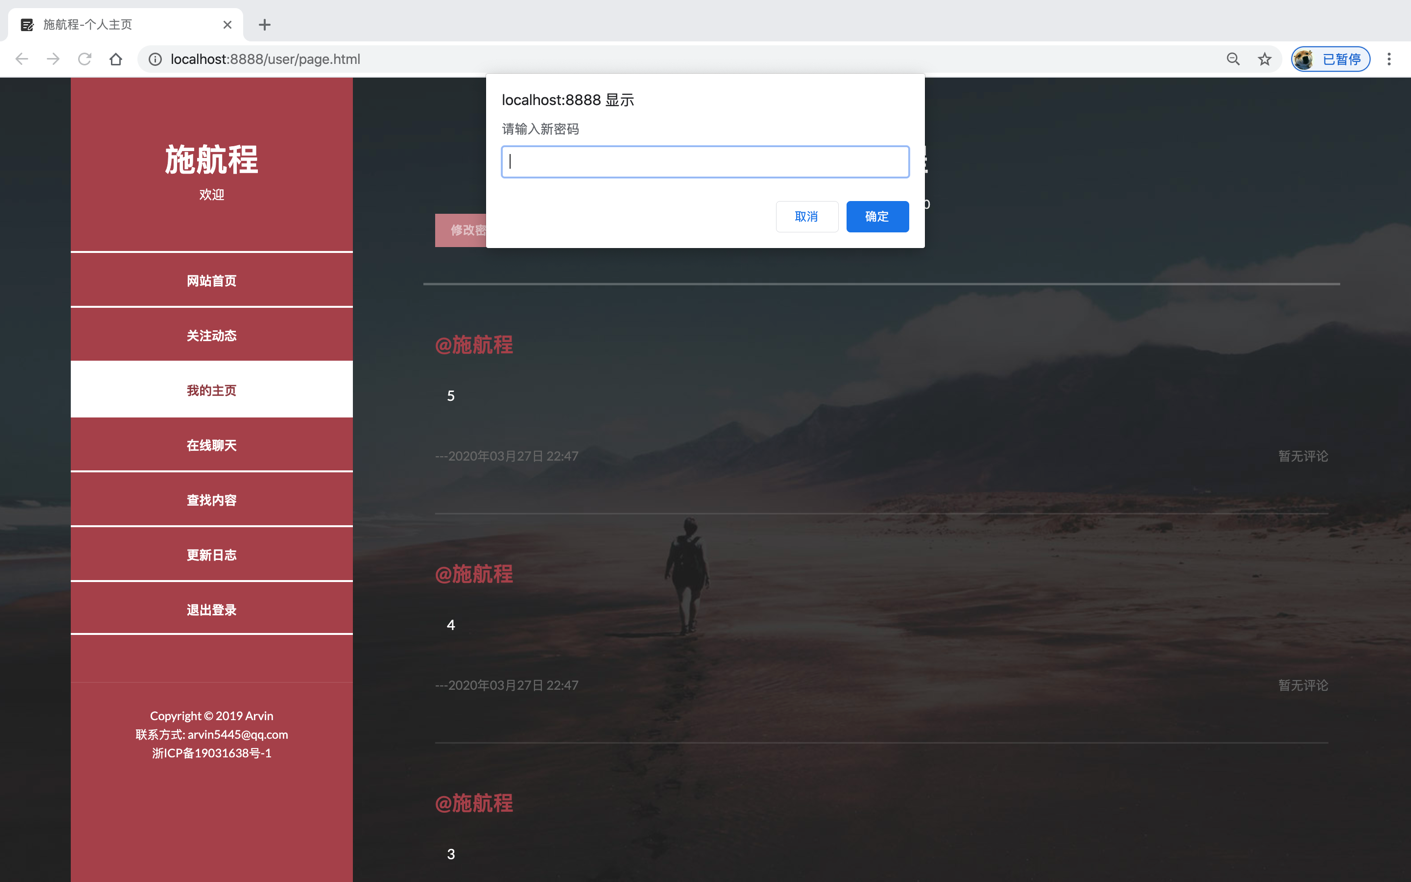 施航程-个人主页
localhost:8888/user/page.html
已暂停
localhost:8888 显示
请输入新密码
取消
确定
施航程
欢迎
0
修改密
网站首页
关注动态
我的主页
在线聊天
查找内容
更新日志
退出登录
Copyright © 2019 Arvin
联系方式: arvin5445@qq.com
浙ICP备19031638号-1
@施航程
5
---2020年03月27日 22:47
暂无评论
@施航程
4
---2020年03月27日 22:47
暂无评论
@施航程
3